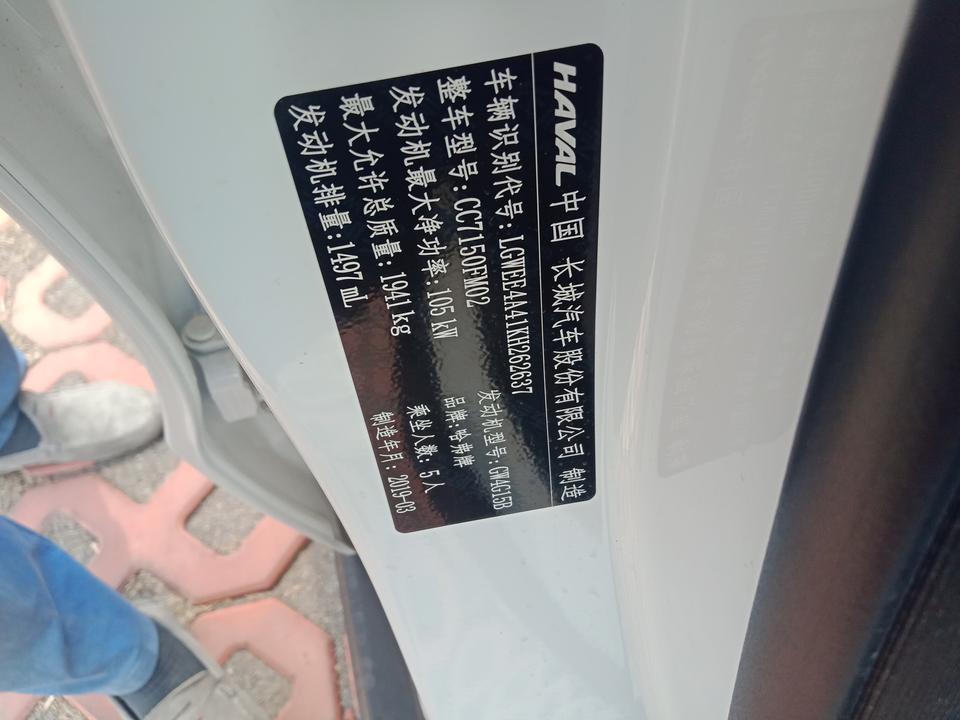 HAVAL 中国 长城汽车股份有限公司 制造
车辆识别代号:LGWEE4A41KH262637 发动机型号:GW4G15B
整车型号:CC7150FM02 品牌:哈弗牌
发动机最大净功率:105 kW 乘坐人数:5人
最大允许总质量:1941 kg 制造年月:2019-03
发动机排量:1497 mL